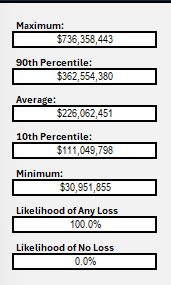 Maximum:
$736,358,443
90th Percentile:
$362,554,380
Average:
$226,062,451
10th Percentile:
$111,049,798
Minimum:
$30,951,855
Likelihood of Any Loss
100.0%
Likelihood of No Loss
0.0%